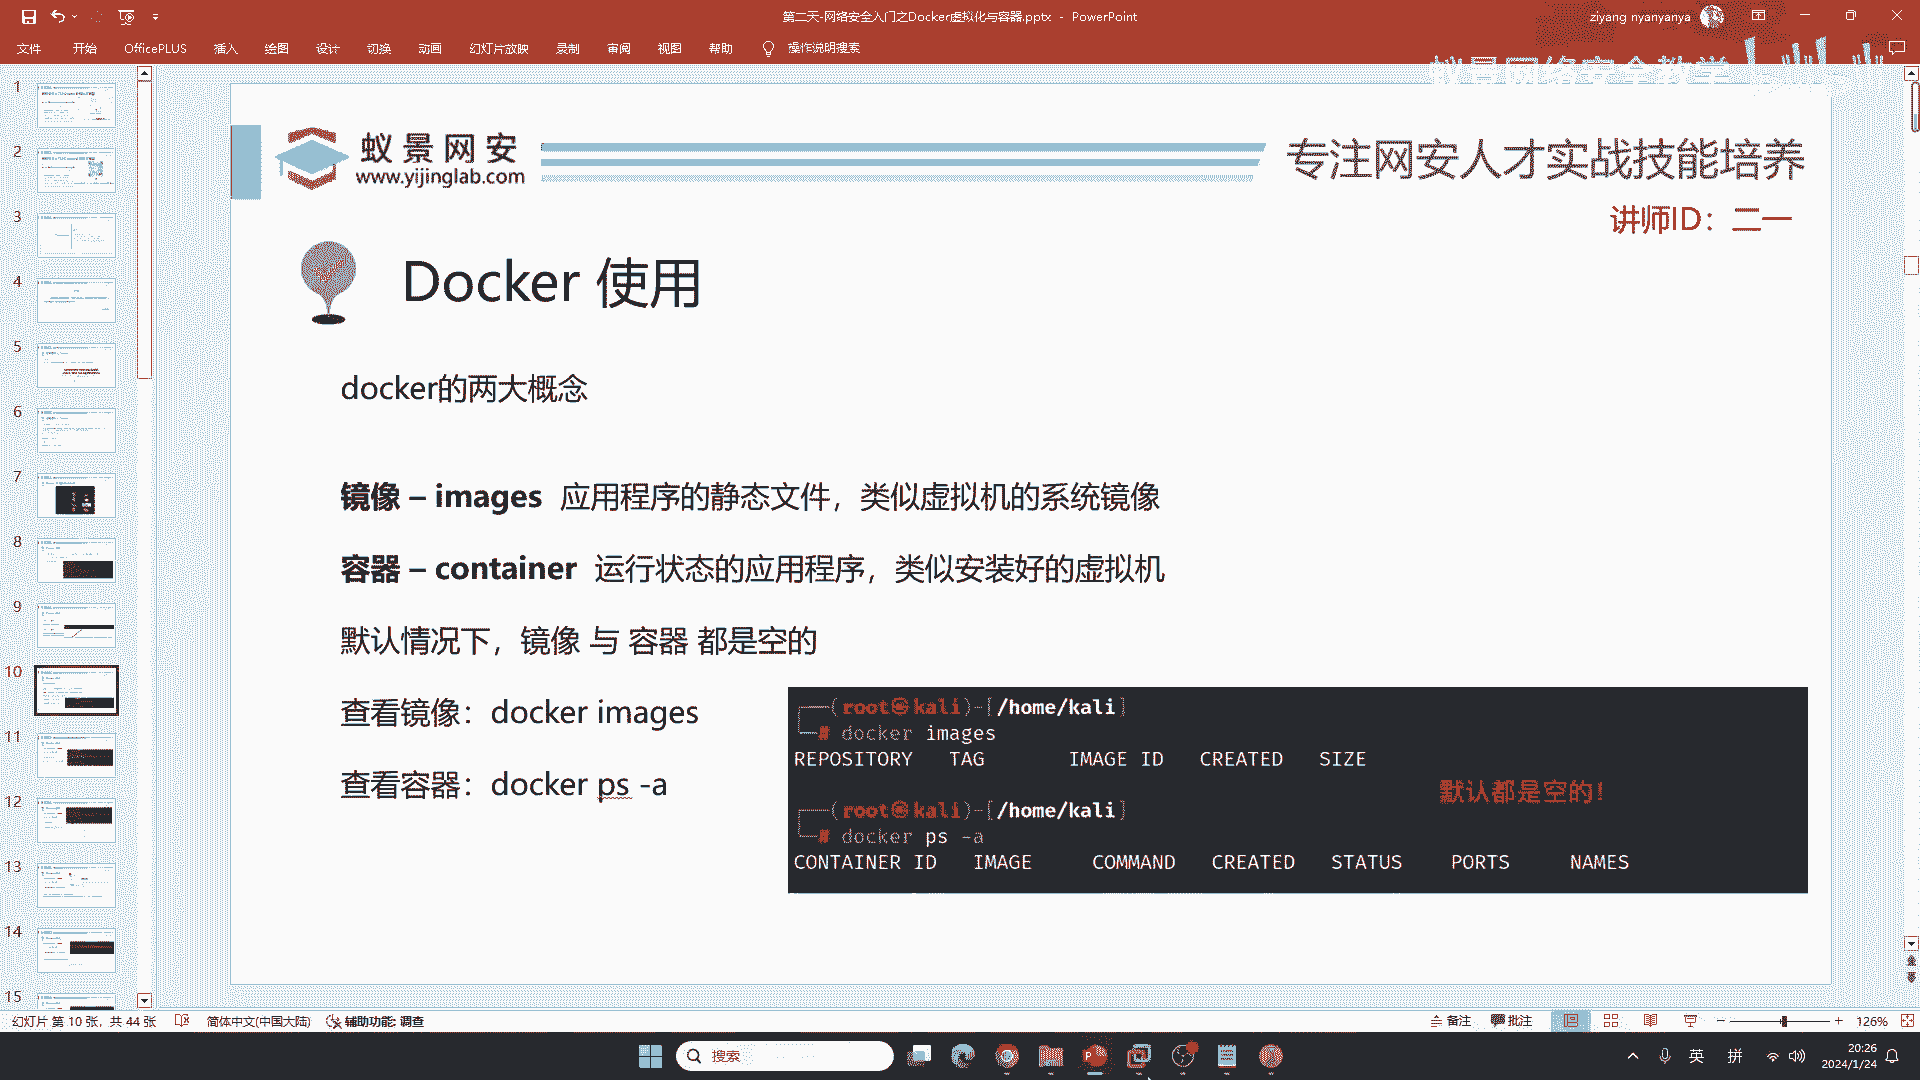 第二天-网络安全入门之Docker虚拟化与容器.pptx - PowerPoint
ziyang nyanyanya
文件 开始 OfficePLUS 插入 绘图 设计 切换 动画 幻灯片放映 录制 审阅 视图 帮助 操作说明搜索
蚁景网络安全教学
蚁景网安
www.yijinglab.com
专注网安人才实战技能培养
讲师ID：二一
Docker 使用
docker的两大概念
镜像 – images 应用程序的静态文件，类似虚拟机的系统镜像
容器 – container 运行状态的应用程序，类似安装好的虚拟机
默认情况下，镜像 与 容器 都是空的
查看镜像：docker images
查看容器：docker ps -a
┌──(root㉿kali)-[/home/kali]
└─# docker images
REPOSITORY TAG IMAGE ID CREATED SIZE
默认都是空的！
┌──(root㉿kali)-[/home/kali]
└─# docker ps -a
CONTAINER ID IMAGE COMMAND CREATED STATUS PORTS NAMES
1
2
3
4
5
6
7
8
9
10
11
12
13
14
15
幻灯片 第 10 张，共 44 张 简体中文(中国大陆) 辅助功能: 调查
备注 批注 126%
搜索
英 拼
20:26
2024/1/24